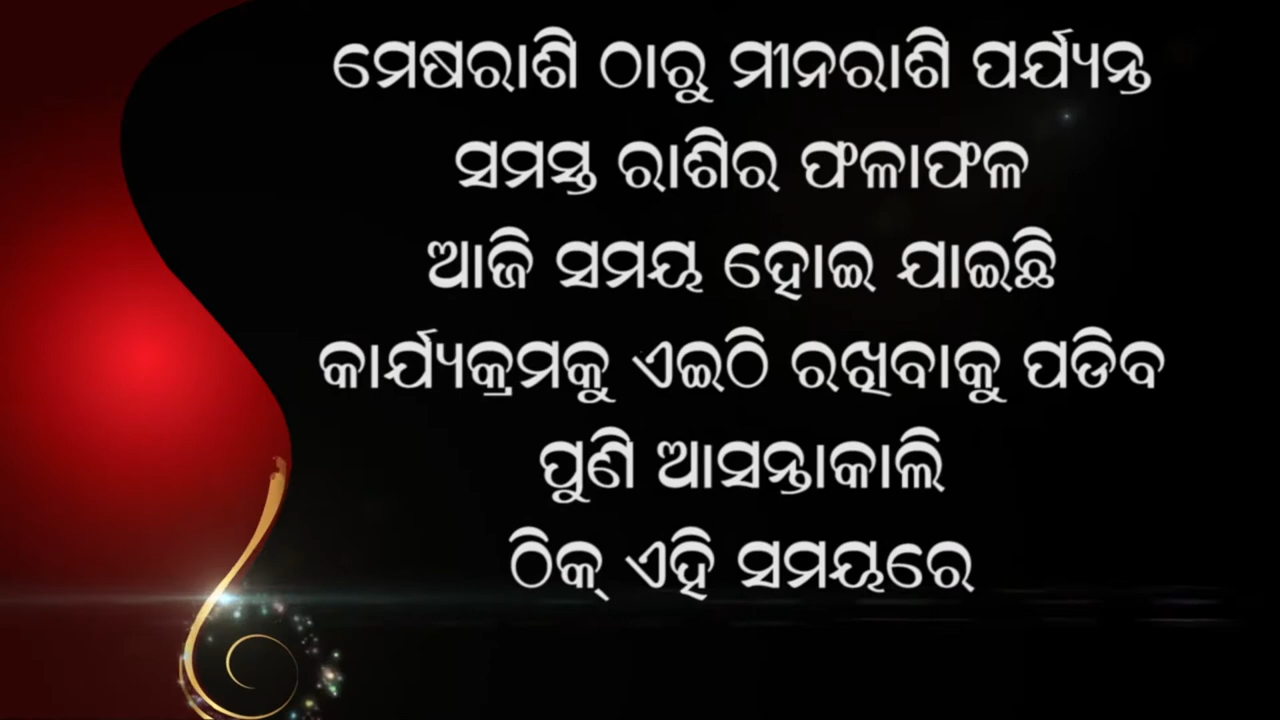 ମେଷରାଶି ଠାରୁ ମୀନରାଶି ପର୍ଯ୍ୟନ୍ତ
ସମସ୍ତ ରାଶିର ଫଳାଫଳ
ଆଜି ସମୟ ହୋଇ ଯାଇଛି
କାର୍ଯ୍ୟକ୍ରମକୁ ଏଇଠି ରଖିବାକୁ ପଡିବ
ପୁଣି ଆସନ୍ତାକାଲି
ଠିକ୍ ଏହି ସମୟରେ